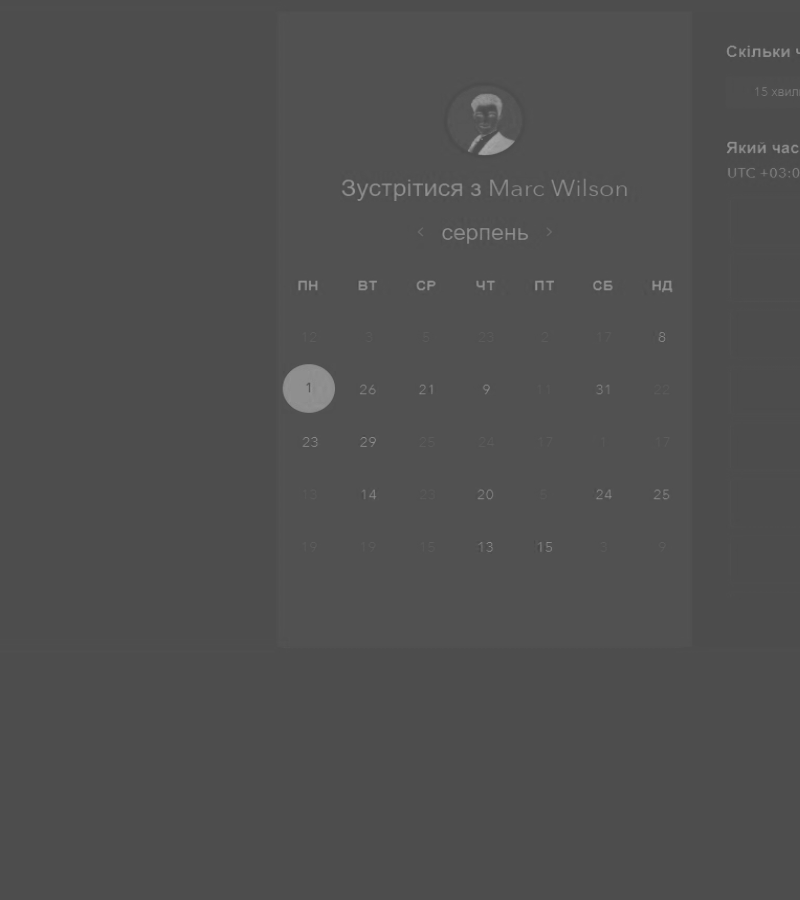 Скільки ч
15 хвил
Зустрітися з Marc Wilson
серпень
Який час
UTC +03:0
ПН ВТ СР ЧТ ПТ СБ НД
12 3 5 23 2 17 8
1 26 21 9 11 31 22
23 29 25 24 17 1 17
13 14 21 20 5 24 25
19 19 15 13 15 3 9